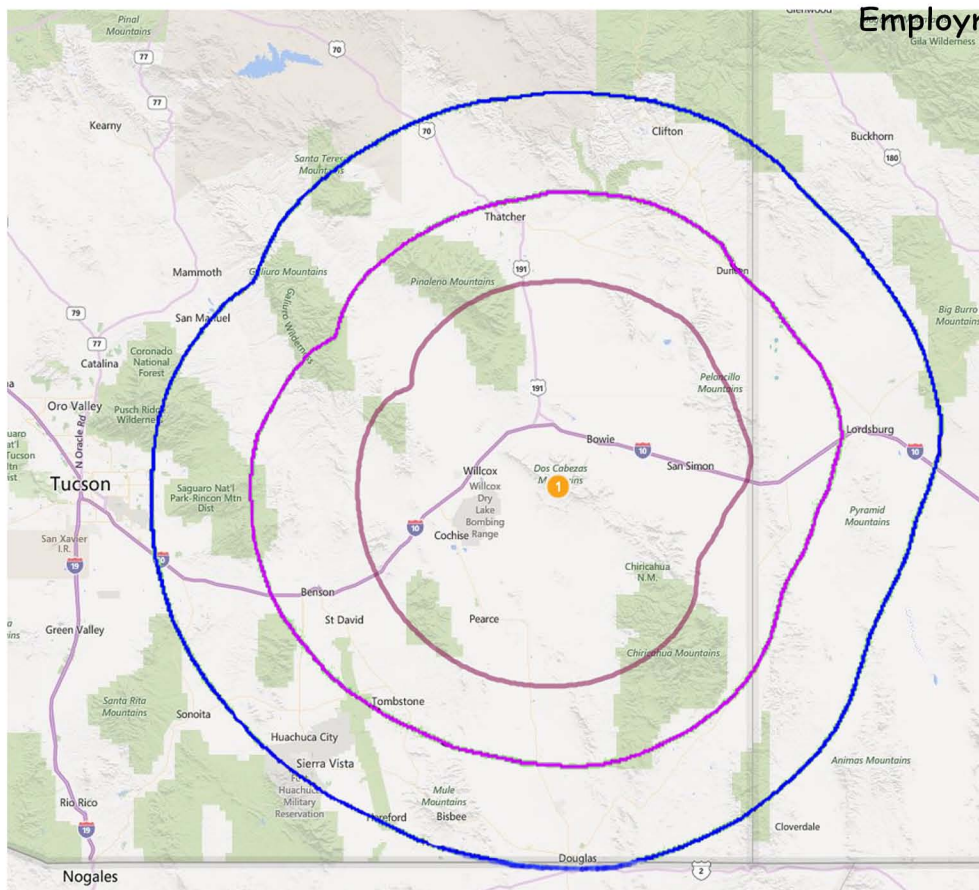 Glenwood
Employm
Pinal
Mountains
70
77
Gila Wilderness
77
Kearny
70
Clifton
Buckhorn
180
Santa Teresa
Mountains
Thatcher
191
Mammoth
Galiuro Mountains
Pinaleno Mountains
Duncan
79
San Manuel
Galiuro Wilderness
Big Burro
Mountains
77
Catalina
Coronado
National
Forest
191
Peloncillo
Mountains
Oro Valley
N Oracle Rd
Pusch Ridge
Wilderness
Lordsburg
10
Bowie
10
San Simon
Tucson
Saguaro Nat'l
Park-Rincon Mtn
Dist
Willcox
Dos Cabezas
Mountains
1
Willcox
Dry
Lake
Bombing
Range
10
Cochise
Pyramid
Mountains
San Xavier
I.R.
19
10
Chiricahua
N.M.
Benson
St David
Pearce
Green Valley
Chiricahua Mountains
Santa Rita
Mountains
Sonoita
Tombstone
Huachuca City
Sierra Vista
Animas Mountains
Huachuca
Military
Reservation
Mule
Mountains
Bisbee
Rio Rico
19
Hereford
Cloverdale
Douglas
2
Nogales